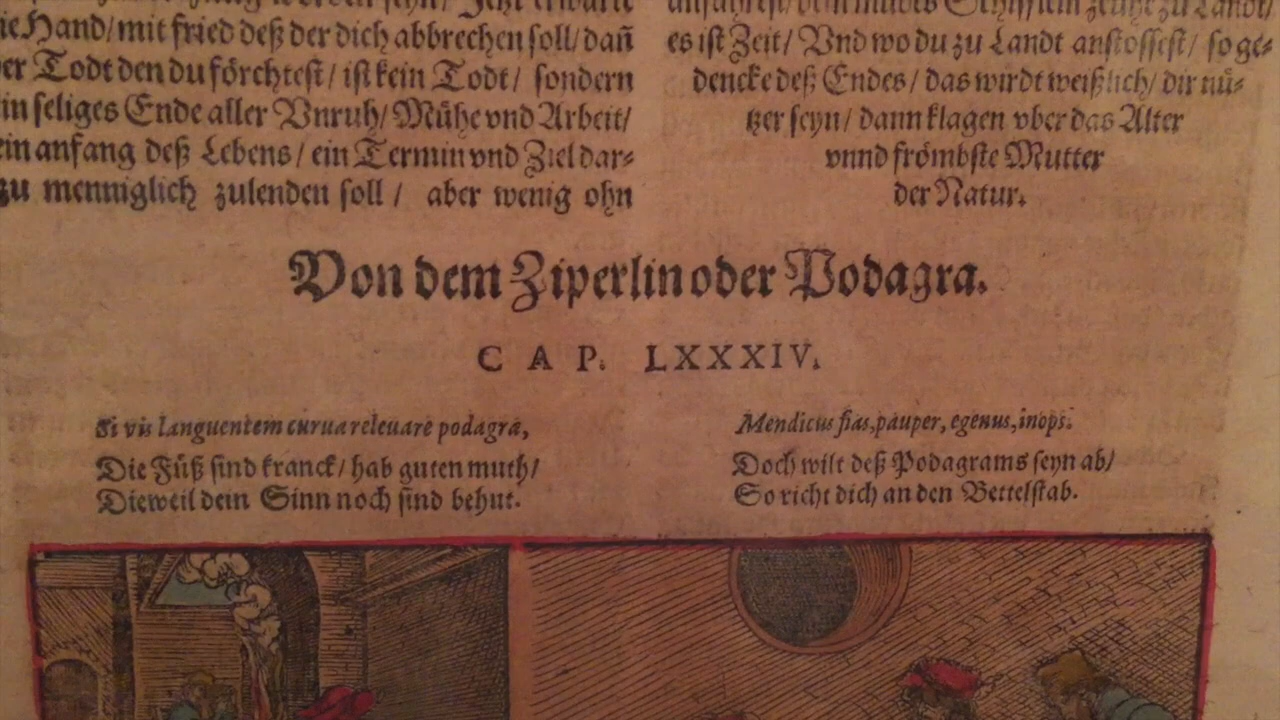 ie Hand/ mit fried deß der dich abbrechen soll/ dañ
er Todt den du förchtest/ ist kein Todt/ sondern
in seliges Ende aller Vnruh/ Mühe vnd Arbeit/
ein anfang deß Lebens/ ein Termin vnd Ziel dar⸗
zu menniglich zulenden soll/ aber wenig ohn
es ist Zeit/ Vnd wo du zu Landt anstossest/ so ge⸗
dencke deß Endes/ das wirdt weißlich/ dir nü⸗
tzer seyn/ dann klagen vber das Alter
vnnd frömbste Mutter
der Natur.
Von dem Ziperlin oder Podagra.
CAP. LXXXIV.
Si vis languentem curua releuare podagra,
Die Füß sind kranck/ hab guten muth/
Dieweil dein Sinn noch sind behut.
Mendicus fias, pauper, egenus, inops.
Doch wilt deß Podagrams seyn ab/
So richt dich an den Bettelstab.